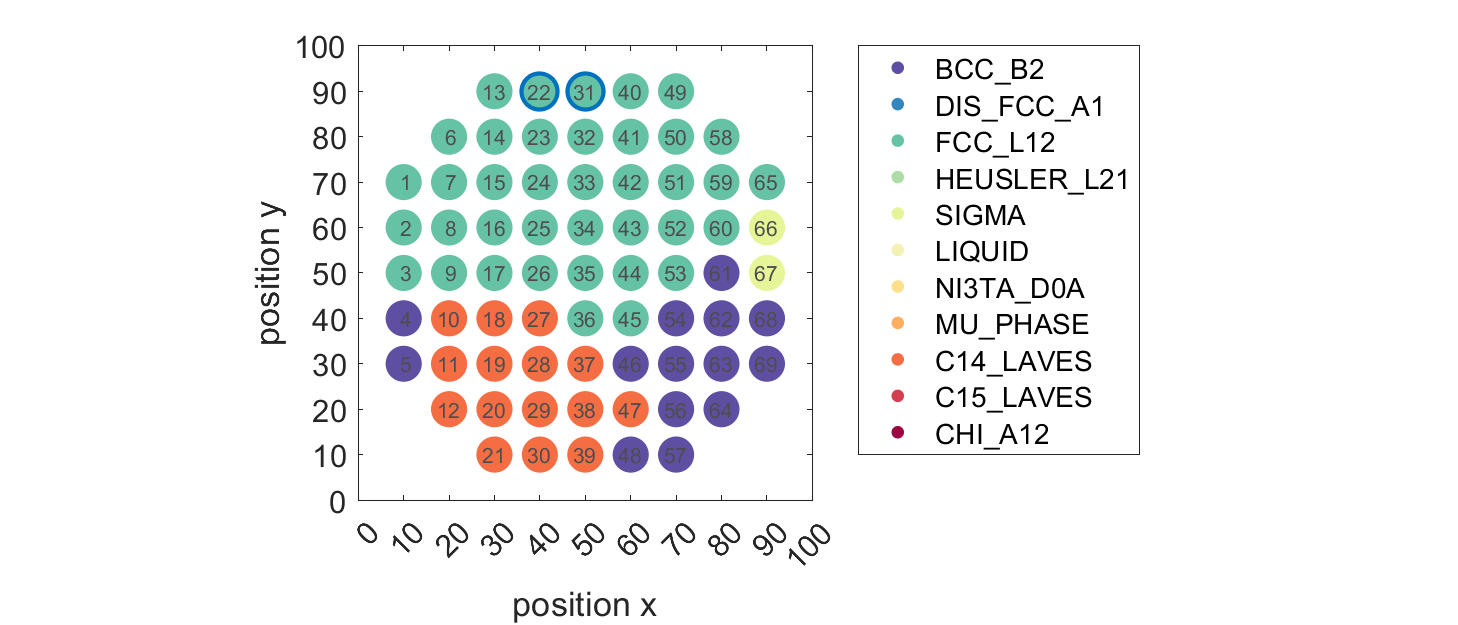 100
90
80
70
60
50
40
30
20
10
0
position y
13 22 31 40 49
6 14 23 32 41 50 58
1 7 15 24 33 42 51 59 65
2 8 16 25 34 43 52 60 66
3 9 17 26 35 44 53 61 67
4 10 18 27 36 45 54 62 68
5 11 19 28 37 46 55 63 69
12 20 29 38 47 56 64
21 30 39 48 57
0 10 20 30 40 50 60 70 80 90 100
position x
BCC_B2
DIS_FCC_A1
FCC_L12
HEUSLER_L21
SIGMA
LIQUID
NI3TA_D0A
MU_PHASE
C14_LAVES
C15_LAVES
CHI_A12